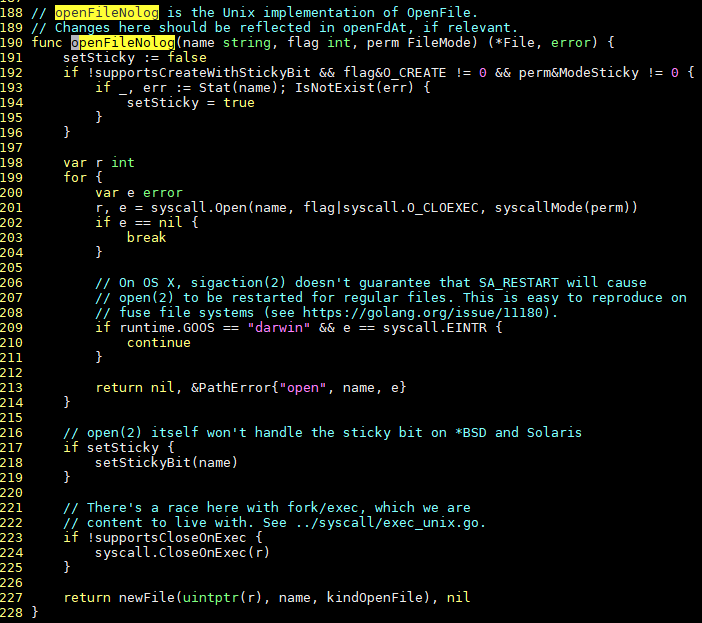 188 // openFileNolog is the Unix implementation of OpenFile.
189 // Changes here should be reflected in openFdAt, if relevant.
190 func openFileNolog(name string, flag int, perm FileMode) (*File, error) {
191     setSticky := false
192     if !supportsCreateWithStickyBit && flag&O_CREATE != 0 && perm&ModeSticky != 0 {
193         if _, err := Stat(name); IsNotExist(err) {
194             setSticky = true
195         }
196     }
197
198     var r int
199     for {
200         var e error
201         r, e = syscall.Open(name, flag|syscall.O_CLOEXEC, syscallMode(perm))
202         if e == nil {
203             break
204         }
205
206         // On OS X, sigaction(2) doesn't guarantee that SA_RESTART will cause
207         // open(2) to be restarted for regular files. This is easy to reproduce on
208         // fuse file systems (see https://golang.org/issue/11180).
209         if runtime.GOOS == "darwin" && e == syscall.EINTR {
210             continue
211         }
212
213         return nil, &PathError{"open", name, e}
214     }
215
216     // open(2) itself won't handle the sticky bit on *BSD and Solaris
217     if setSticky {
218         setStickyBit(name)
219     }
220
221     // There's a race here with fork/exec, which we are
222     // content to live with. See ../syscall/exec_unix.go.
223     if !supportsCloseOnExec {
224         syscall.CloseOnExec(r)
225     }
226
227     return newFile(uintptr(r), name, kindOpenFile), nil
228 }